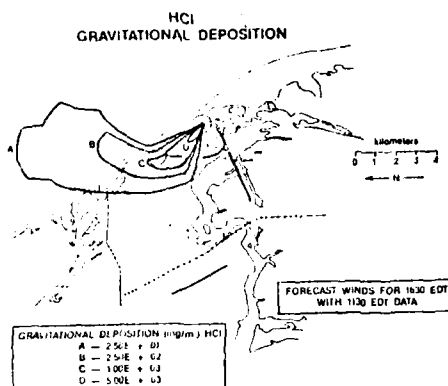 HCl
GRAVITATIONAL DEPOSITION
A
B
C
D
kilometers
0 1 2 3 4
N
FORECAST WINDS FOR 1630 EDT
WITH 1130 EDT DATA
GRAVITATIONAL DEPOSITION (mg/m²) HCl
A — 2.50E + 01
B — 2.50E + 02
C — 1.00E + 03
D — 5.00E + 03